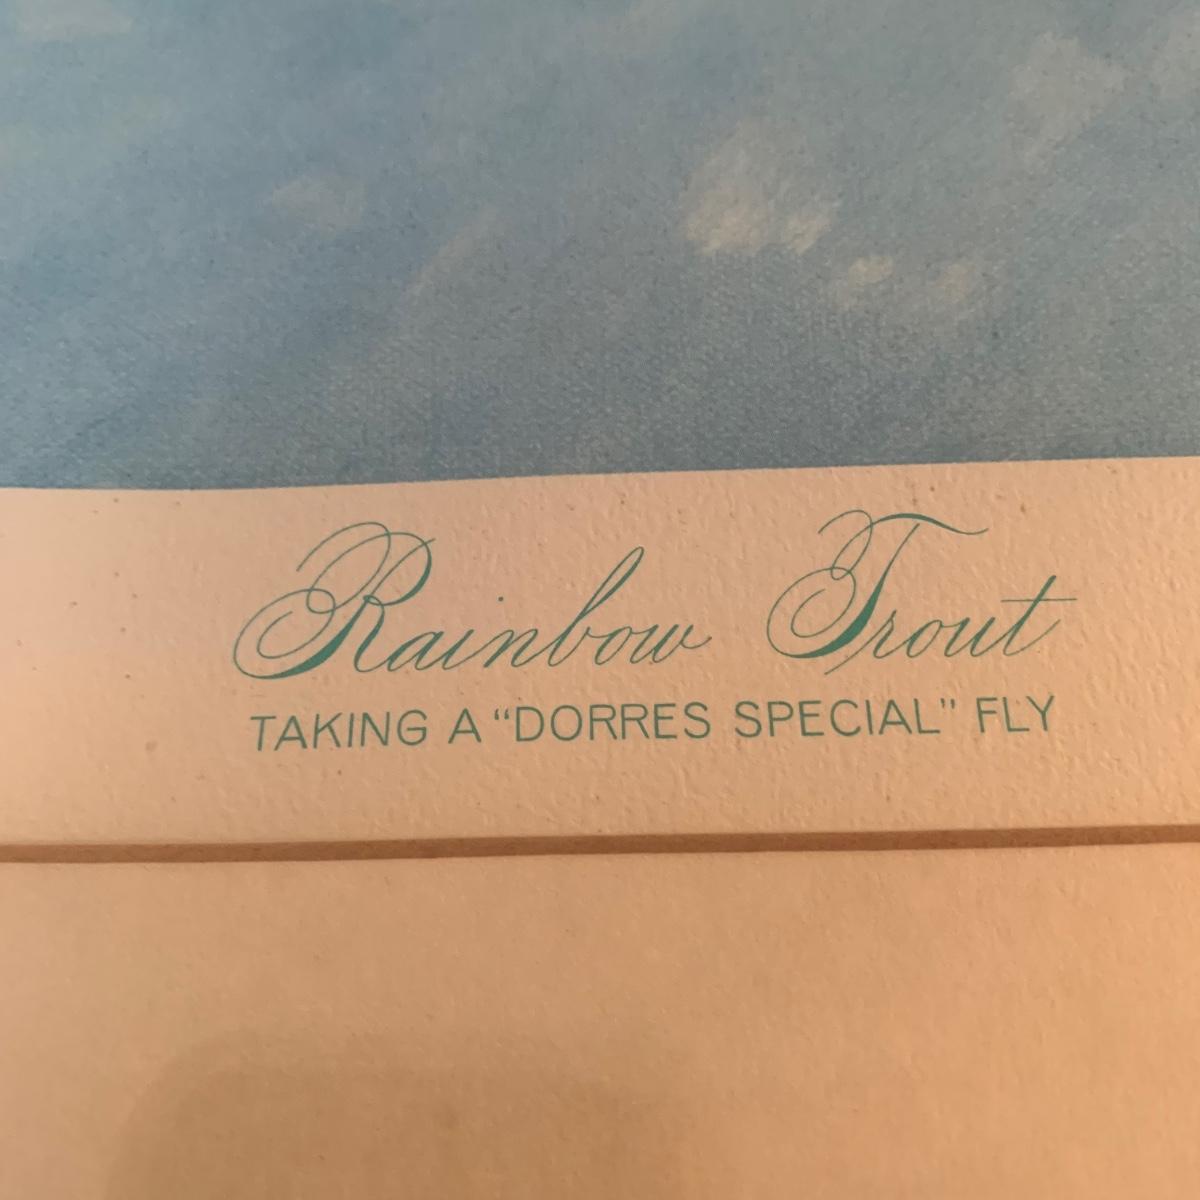 Rainbow Trout
TAKING A “DORRES SPECIAL” FLY